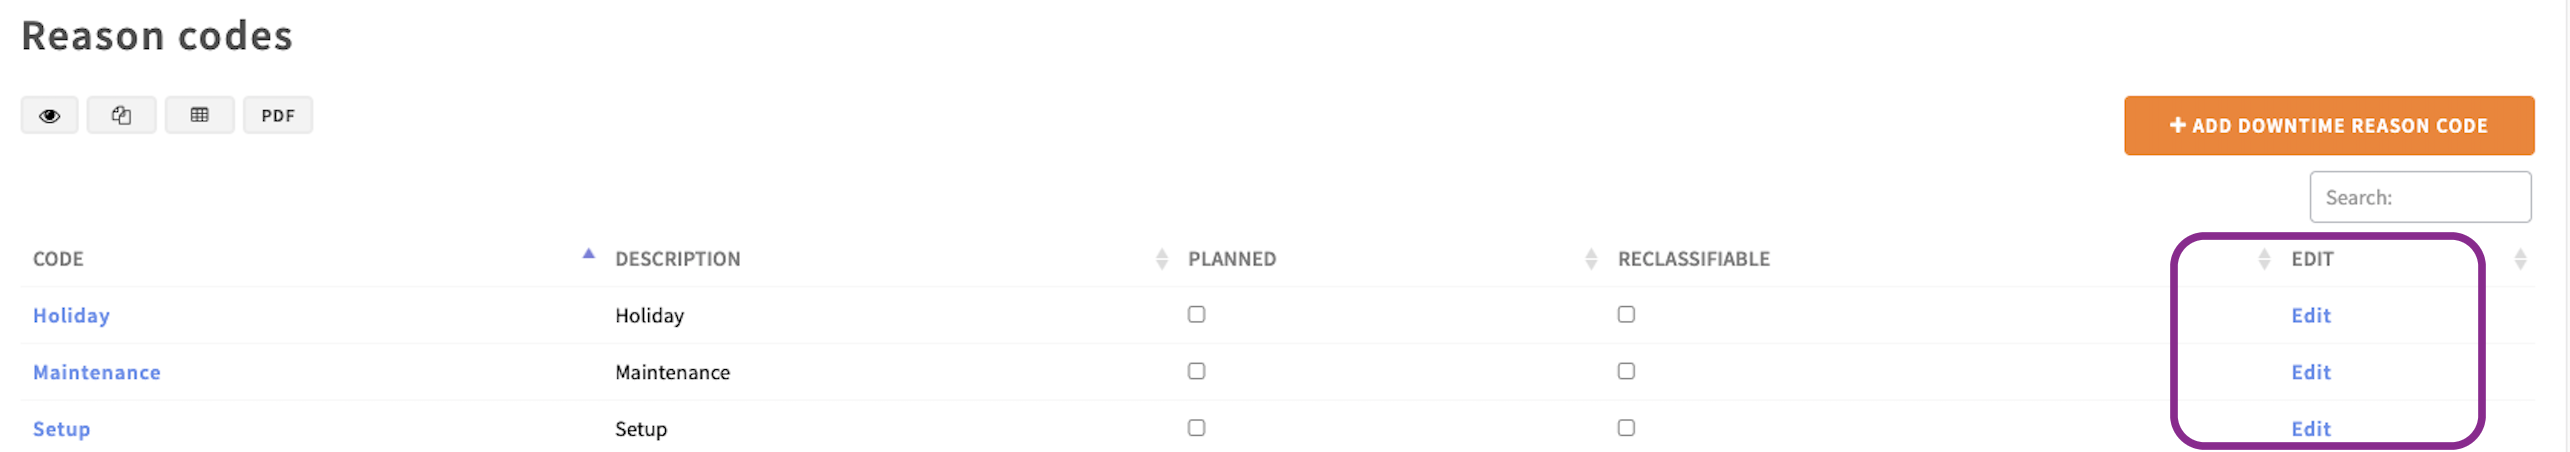 Reason codes
PDF
+ ADD DOWNTIME REASON CODE
Search:
CODE DESCRIPTION PLANNED RECLASSIFIABLE EDIT
Holiday Holiday Edit
Maintenance Maintenance Edit
Setup Setup Edit